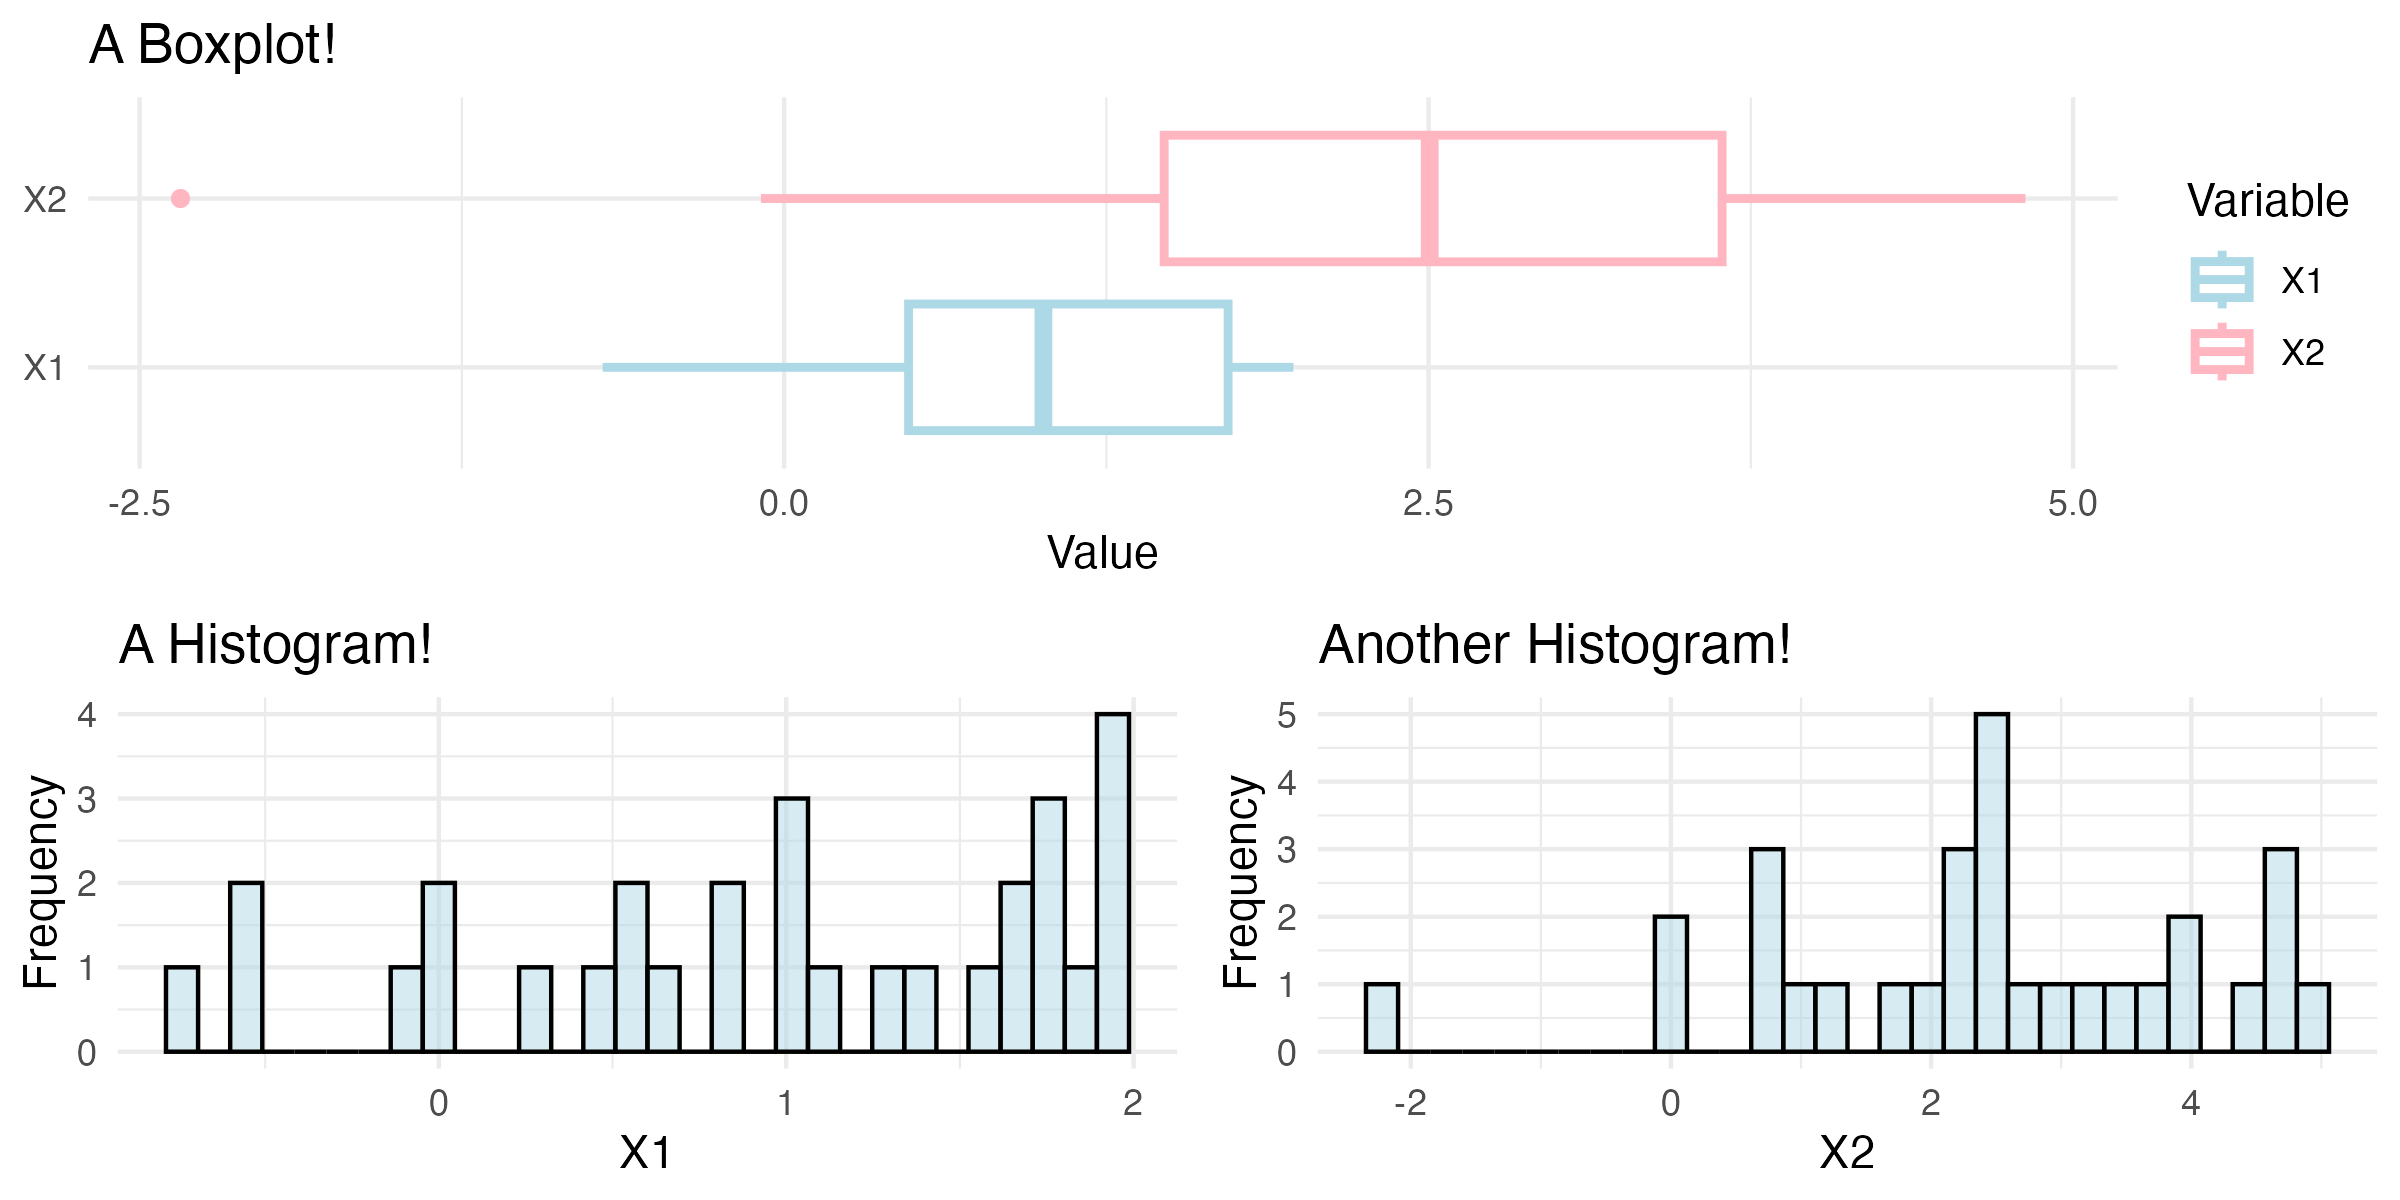 A Boxplot!
X2
X1
-2.5 0.0 2.5 5.0
Value
Variable
X1
X2
A Histogram!
Frequency
4
3
2
1
0
0 1 2
X1
Another Histogram!
Frequency
5
4
3
2
1
0
-2 0 2 4
X2